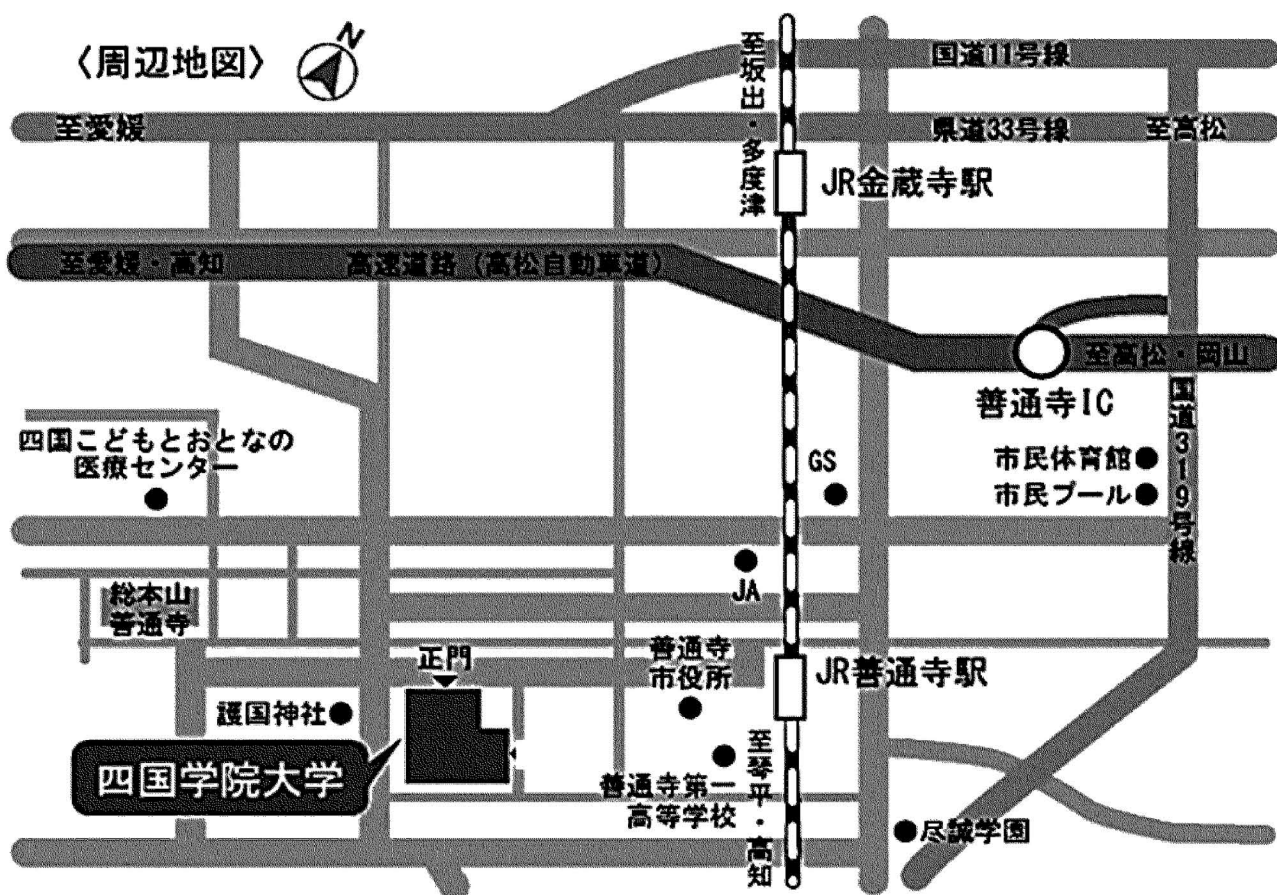 〈周辺地図〉
N
至坂出・多度津
国道11号線
至愛媛
県道33号線
至高松
JR金蔵寺駅
至愛媛・高知
高速道路(高松自動車道)
至高松・岡山
善通寺IC
国道319号線
四国こどもとおとなの
医療センター
GS
市民体育館
市民プール
JA
総本山
善通寺
正門
善通寺
市役所
JR善通寺駅
護国神社
四国学院大学
善通寺第一
高等学校
至琴平・高知
尽誠学園